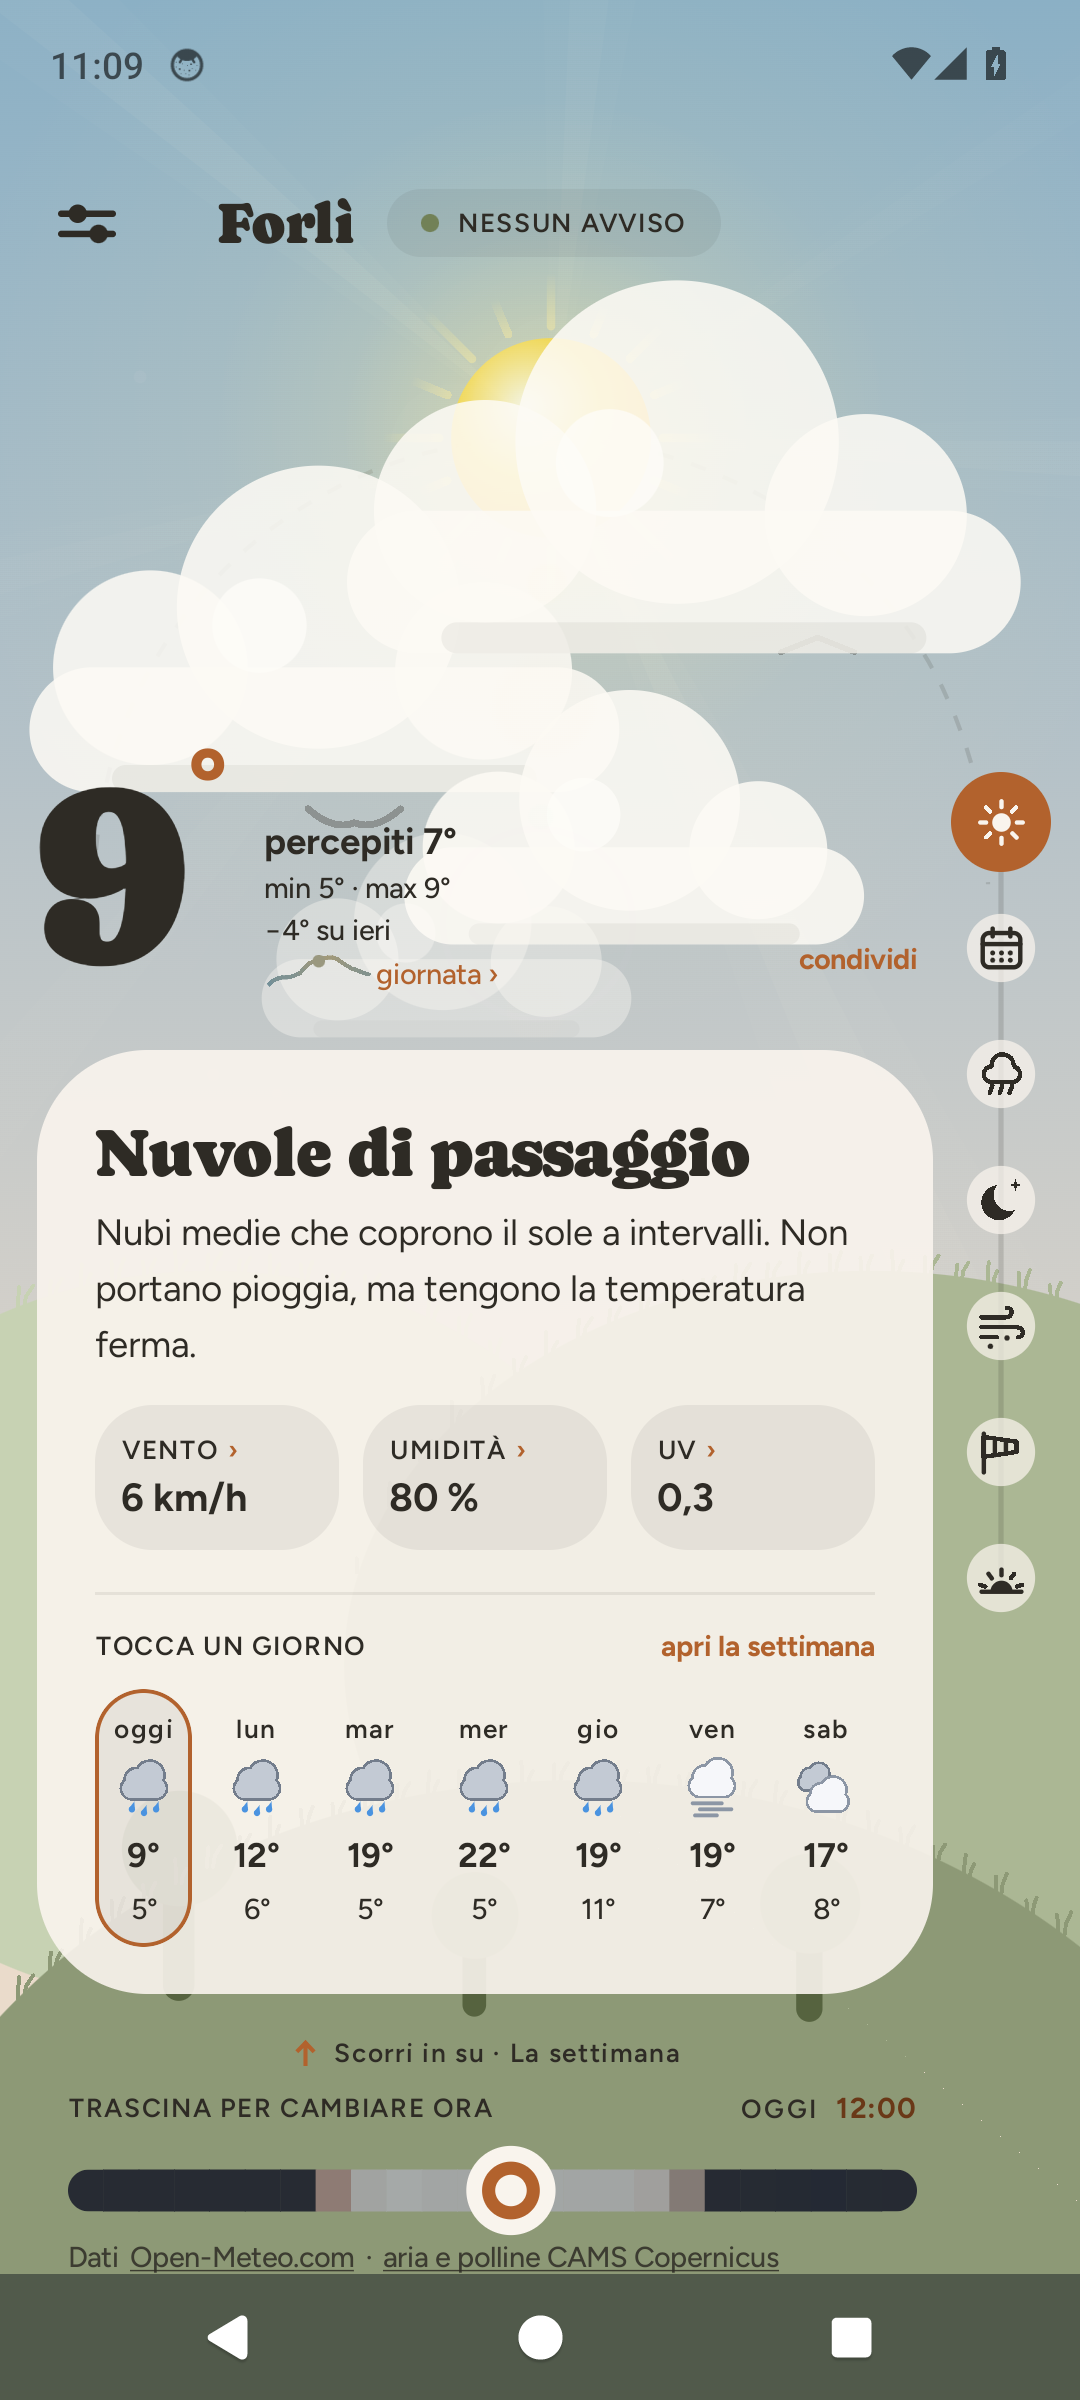 11:09
Forlì
NESSUN AVVISO
9°
percepiti 7°
min 5° · max 9°
−4° su ieri
giornata ›
condividi
Nuvole di passaggio
Nubi medie che coprono il sole a intervalli. Non
portano pioggia, ma tengono la temperatura
ferma.
VENTO › UMIDITÀ › UV ›
6 km/h 80 % 0,3
TOCCA UN GIORNO apri la settimana
oggi lun mar mer gio ven sab
9° 12° 19° 22° 19° 19° 17°
5° 6° 5° 5° 11° 7° 8°
↑ Scorri in su · La settimana
TRASCINA PER CAMBIARE ORA OGGI 12:00
Dati Open-Meteo.com · aria e polline CAMS Copernicus